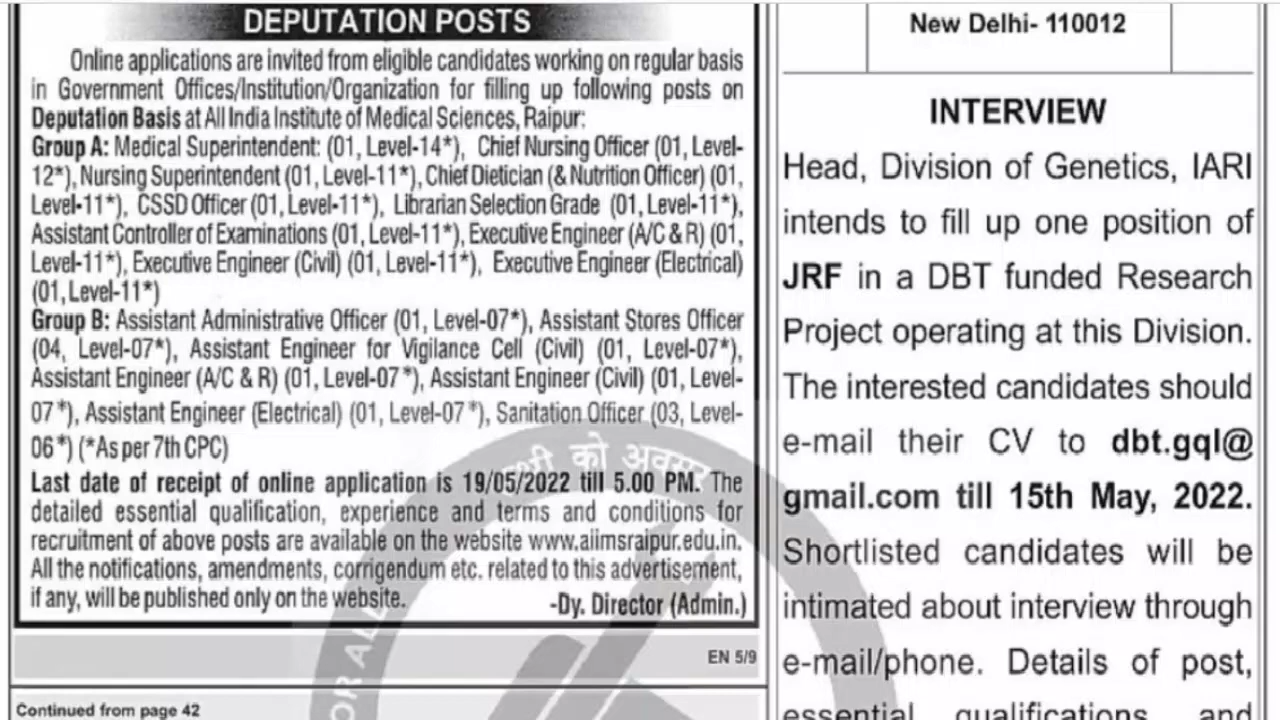 DEPUTATION POSTS
Online applications are invited from eligible candidates working on regular basis
in Government Offices/Institution/Organization for filling up following posts on
Deputation Basis at All India Institute of Medical Sciences, Raipur:
Group A: Medical Superintendent: (01, Level-14*), Chief Nursing Officer (01, Level-
12*), Nursing Superintendent (01, Level-11*), Chief Dietician (& Nutrition Officer) (01,
Level-11*), CSSD Officer (01, Level-11*), Librarian Selection Grade (01, Level-11*),
Assistant Controller of Examinations (01, Level-11*), Executive Engineer (A/C & R) (01,
Level-11*), Executive Engineer (Civil) (01, Level-11*), Executive Engineer (Electrical)
(01, Level-11*)
Group B: Assistant Administrative Officer (01, Level-07*), Assistant Stores Officer
(04, Level-07*), Assistant Engineer for Vigilance Cell (Civil) (01, Level-07*),
Assistant Engineer (A/C & R) (01, Level-07*), Assistant Engineer (Civil) (01, Level-
07*), Assistant Engineer (Electrical) (01, Level-07*), Sanitation Officer (03, Level-
06*) (*As per 7th CPC)
Last date of receipt of online application is 19/05/2022 till 5.00 PM. The
detailed essential qualification, experience and terms and conditions for
recruitment of above posts are available on the website www.aiimsraipur.edu.in.
All the notifications, amendments, corrigendum etc. related to this advertisement,
if any, will be published only on the website.
-Dy. Director (Admin.)
EN 5/9
Continued from page 42
को अवसर
OR ALL
New Delhi- 110012
INTERVIEW
Head, Division of Genetics, IARI
intends to fill up one position of
JRF in a DBT funded Research
Project operating at this Division.
The interested candidates should
e-mail their CV to dbt.gql@
gmail.com till 15th May, 2022.
Shortlisted candidates will be
intimated about interview through
e-mail/phone. Details of post,
essential qualifications and